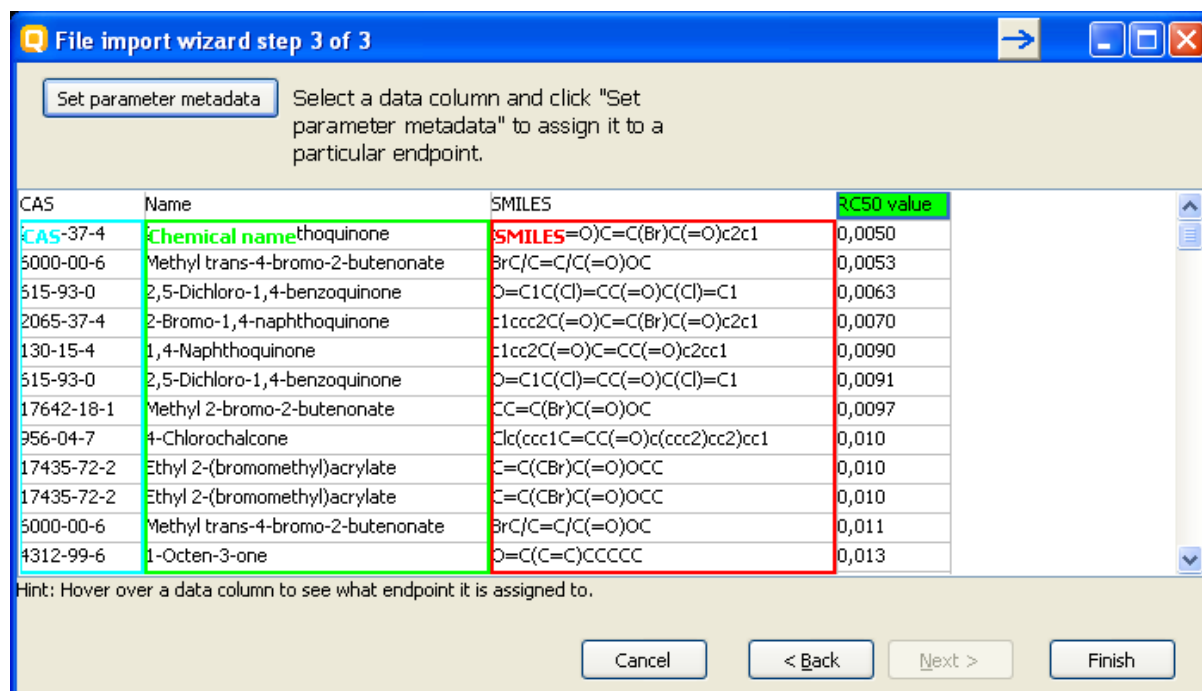 File import wizard step 3 of 3
Set parameter metadata
Select a data column and click "Set
parameter metadata" to assign it to a
particular endpoint.
CAS Name SMILES RC50 value
CAS-37-4 Chemical namethoquinone SMILES=O)C=C(Br)C(=O)c2c1 0,0050
6000-00-6 Methyl trans-4-bromo-2-butenonate BrC/C=C/C(=O)OC 0,0053
615-93-0 2,5-Dichloro-1,4-benzoquinone O=C1C(Cl)=CC(=O)C(Cl)=C1 0,0063
2065-37-4 2-Bromo-1,4-naphthoquinone c1ccc2C(=O)C=C(Br)C(=O)c2c1 0,0070
130-15-4 1,4-Naphthoquinone c1cc2C(=O)C=CC(=O)c2cc1 0,0090
615-93-0 2,5-Dichloro-1,4-benzoquinone O=C1C(Cl)=CC(=O)C(Cl)=C1 0,0091
17642-18-1 Methyl 2-bromo-2-butenonate CC=C(Br)C(=O)OC 0,0097
956-04-7 4-Chlorochalcone Clc(ccc1C=CC(=O)c(ccc2)cc2)cc1 0,010
17435-72-2 Ethyl 2-(bromomethyl)acrylate C=C(CBr)C(=O)OCC 0,010
17435-72-2 Ethyl 2-(bromomethyl)acrylate C=C(CBr)C(=O)OCC 0,010
6000-00-6 Methyl trans-4-bromo-2-butenonate BrC/C=C/C(=O)OC 0,011
4312-99-6 1-Octen-3-one O=C(C=C)CCCCC 0,013
Hint: Hover over a data column to see what endpoint it is assigned to.
Cancel < Back Next > Finish